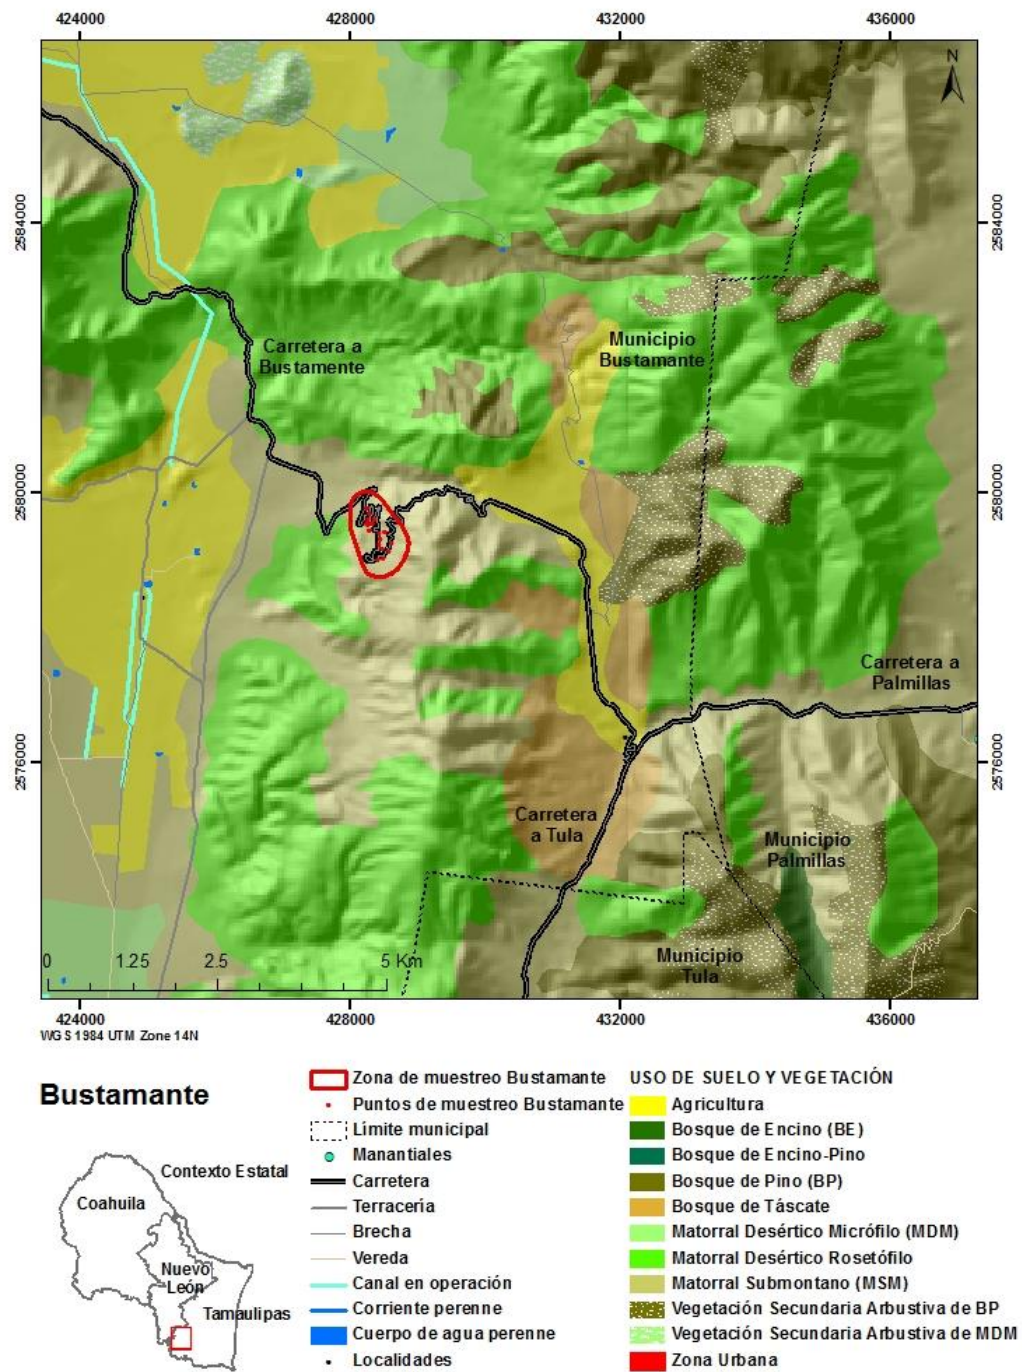 424000 428000 432000 436000
N
2584000 2584000
Carretera a
Bustamente
Municipio
Bustamante
2580000 2580000
Carretera a
Palmillas
2576000 2576000
Carretera
a Tula
Municipio
Palmillas
Municipio
Tula
0 1.25 2.5 5 Km
424000 428000 432000 436000
WGS 1984 UTM Zone 14N
Bustamante
Contexto Estatal
Coahuila
Nuevo
León
Tamaulipas
Zona de muestreo Bustamante
Puntos de muestreo Bustamante
Límite municipal
Manantiales
Carretera
Terracería
Brecha
Vereda
Canal en operación
Corriente perenne
Cuerpo de agua perenne
Localidades
USO DE SUELO Y VEGETACIÓN
Agricultura
Bosque de Encino (BE)
Bosque de Encino-Pino
Bosque de Pino (BP)
Bosque de Táscate
Matorral Desértico Micrófilo (MDM)
Matorral Desértico Rosetófilo
Matorral Submontano (MSM)
Vegetación Secundaria Arbustiva de BP
Vegetación Secundaria Arbustiva de MDM
Zona Urbana